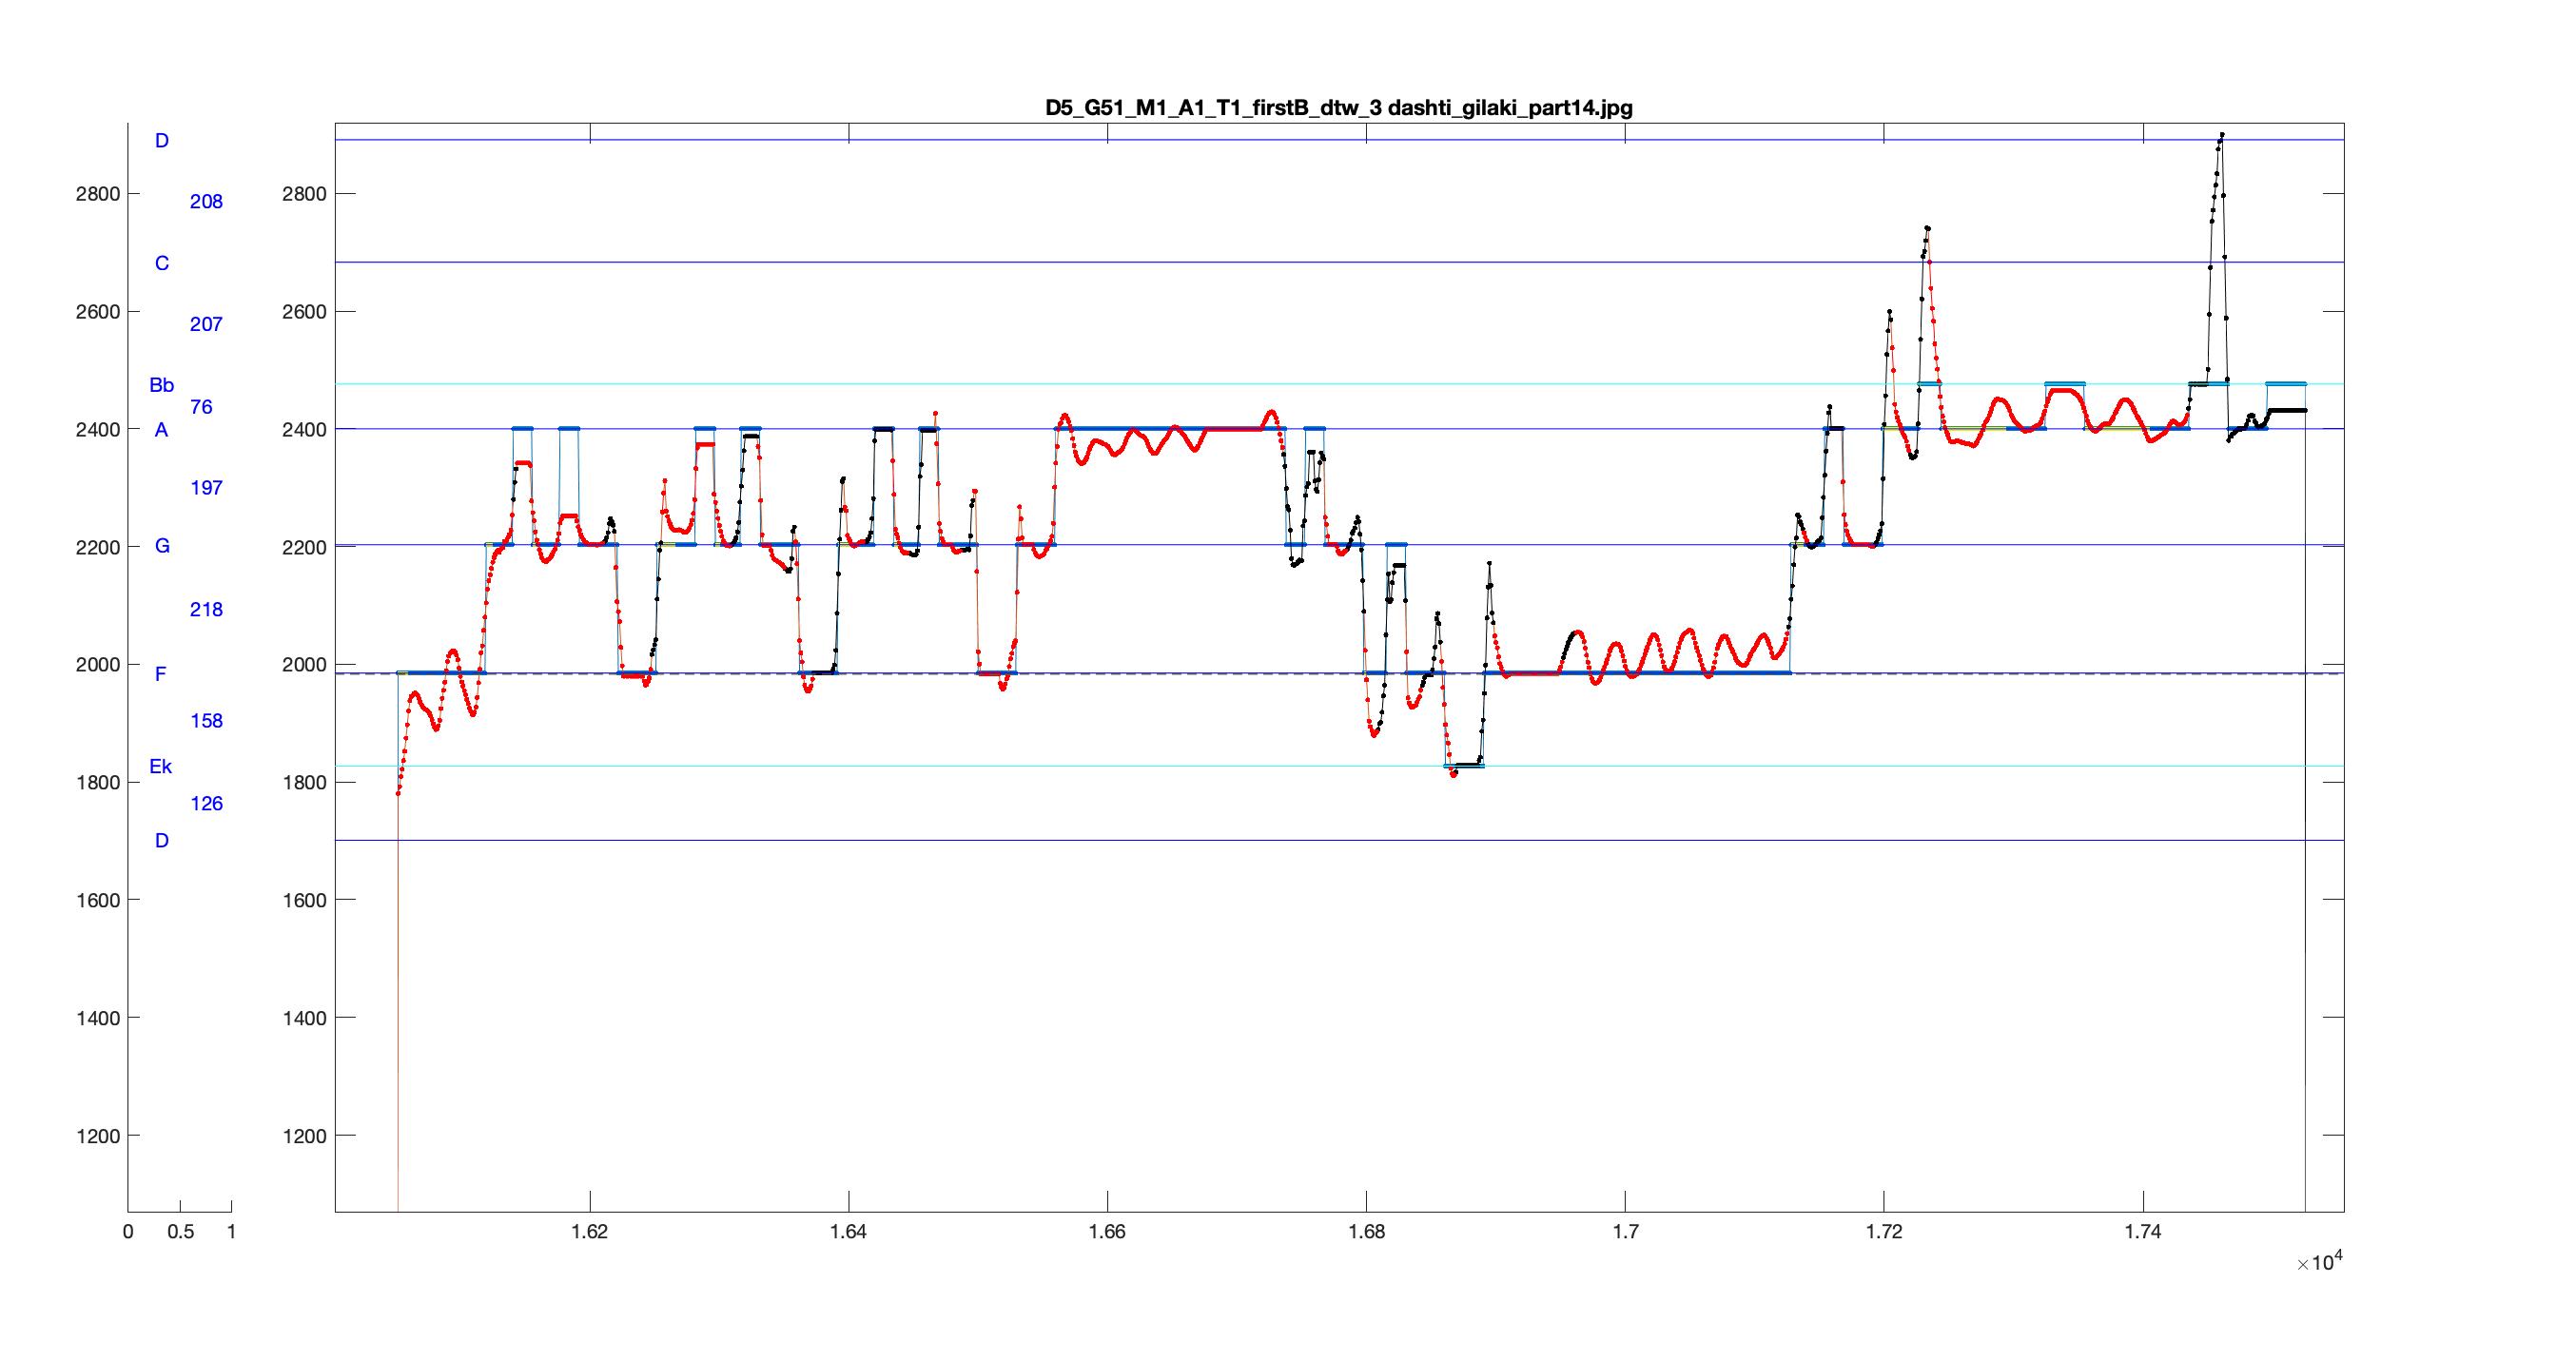 D5_G51_M1_A1_T1_firstB_dtw_3 dashti_gilaki_part14.jpg
D
2800 208 2800
C
2600 207 2600
Bb
76
2400 A 2400
197
2200 G 2200
218
2000 F 2000
158
Ek
1800 126 1800
D
1600 1600
1400 1400
1200 1200
0 0.5 1 1.62 1.64 1.66 1.68 1.7 1.72 1.74
×10^4